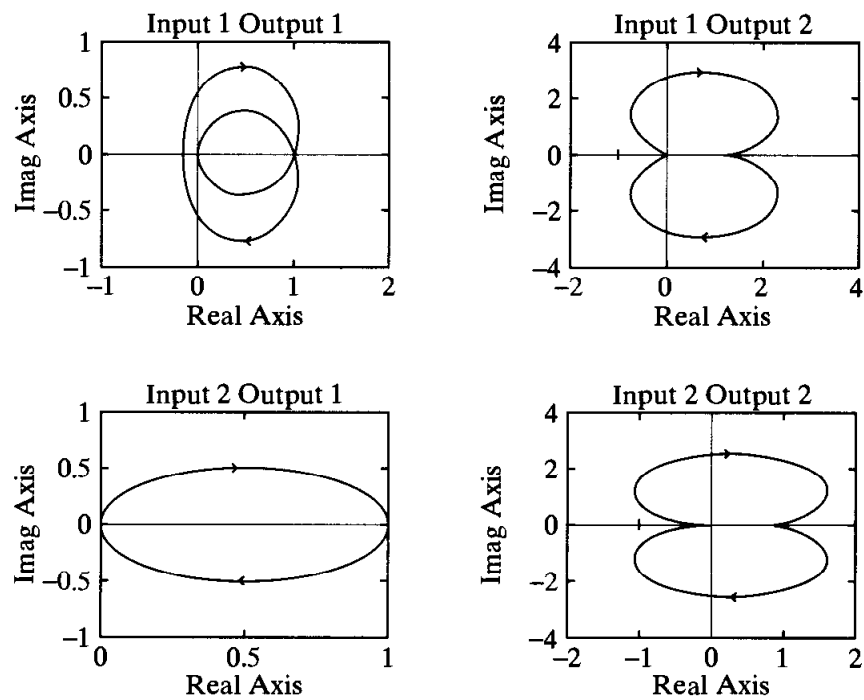 Input 1 Output 1
1
0.5
0
−0.5
−1
Imag Axis
−1 0 1 2
Real Axis
Input 1 Output 2
4
2
0
−2
−4
Imag Axis
−2 0 2 4
Real Axis
Input 2 Output 1
1
0.5
0
−0.5
−1
Imag Axis
0 0.5 1
Real Axis
Input 2 Output 2
4
2
0
−2
−4
Imag Axis
−2 −1 0 1 2
Real Axis